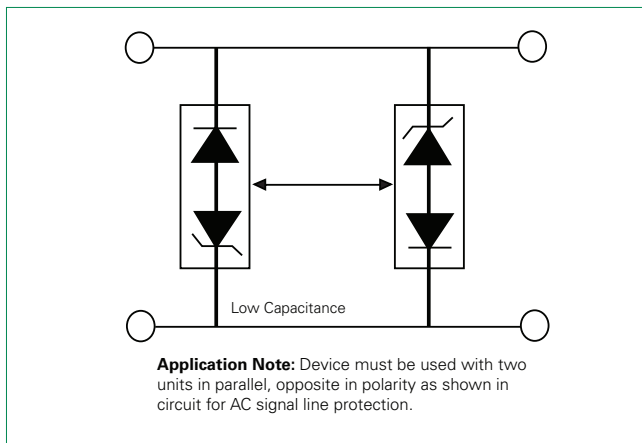 Low Capacitance
Application Note: Device must be used with two
units in parallel, opposite in polarity as shown in
circuit for AC signal line protection.